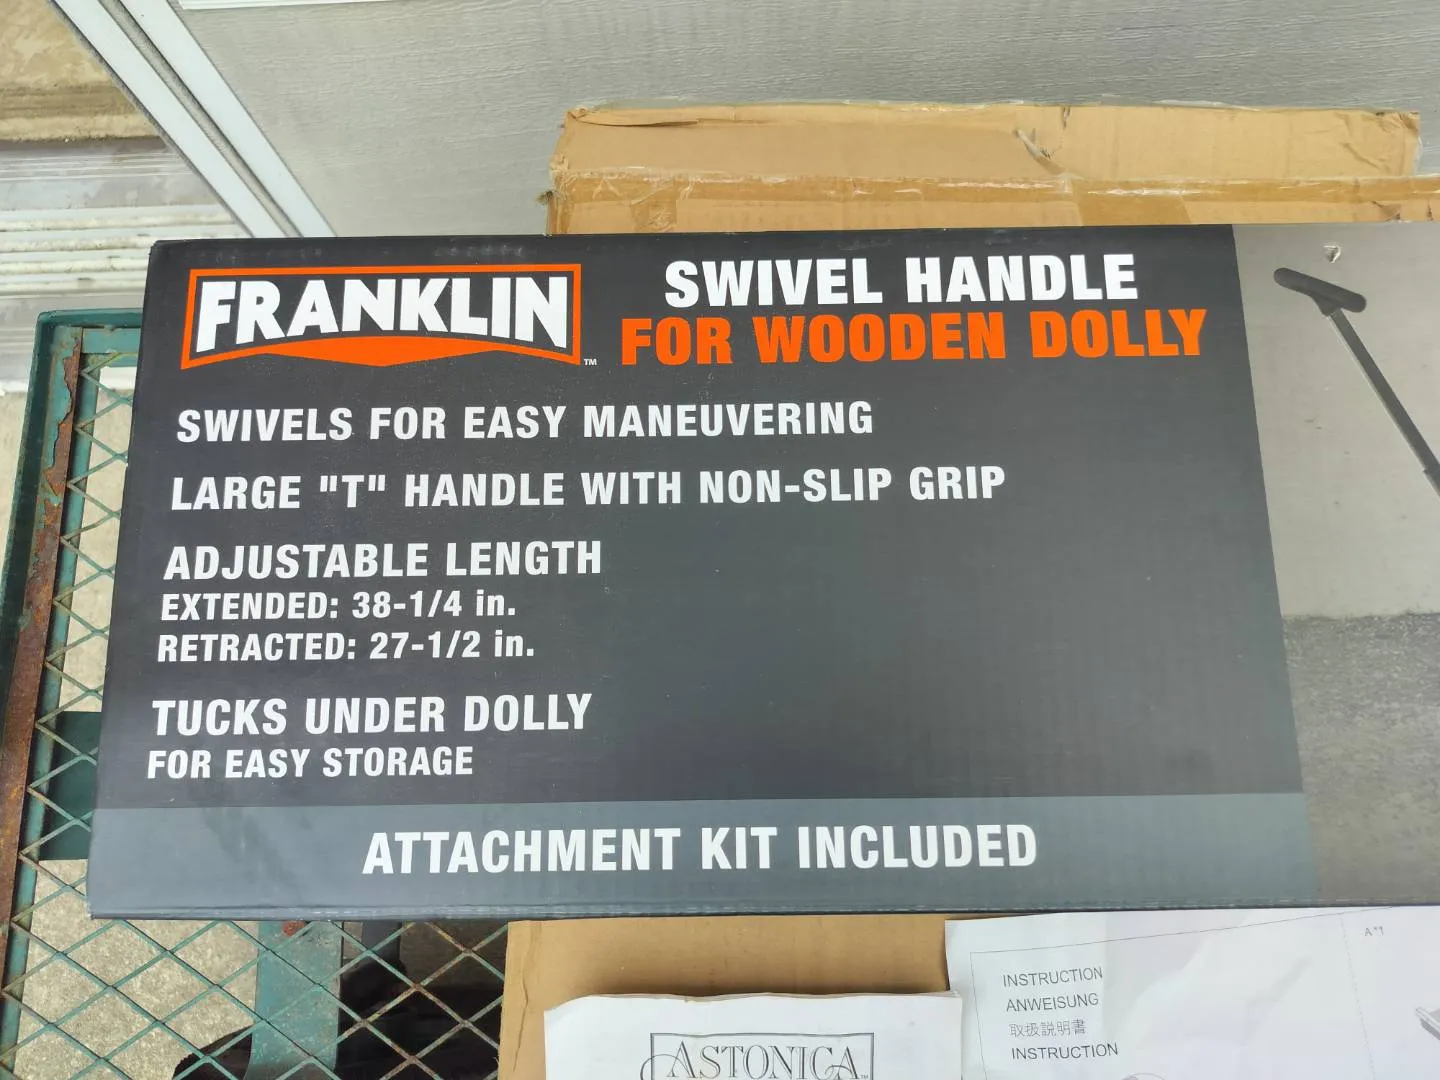 FRANKLIN
™
SWIVEL HANDLE
FOR WOODEN DOLLY
SWIVELS FOR EASY MANEUVERING
LARGE "T" HANDLE WITH NON-SLIP GRIP
ADJUSTABLE LENGTH
EXTENDED: 38-1/4 in.
RETRACTED: 27-1/2 in.
TUCKS UNDER DOLLY
FOR EASY STORAGE
ATTACHMENT KIT INCLUDED
INSTRUCTION
ANWEISUNG
取扱説明書
INSTRUCTION
ASTONICA